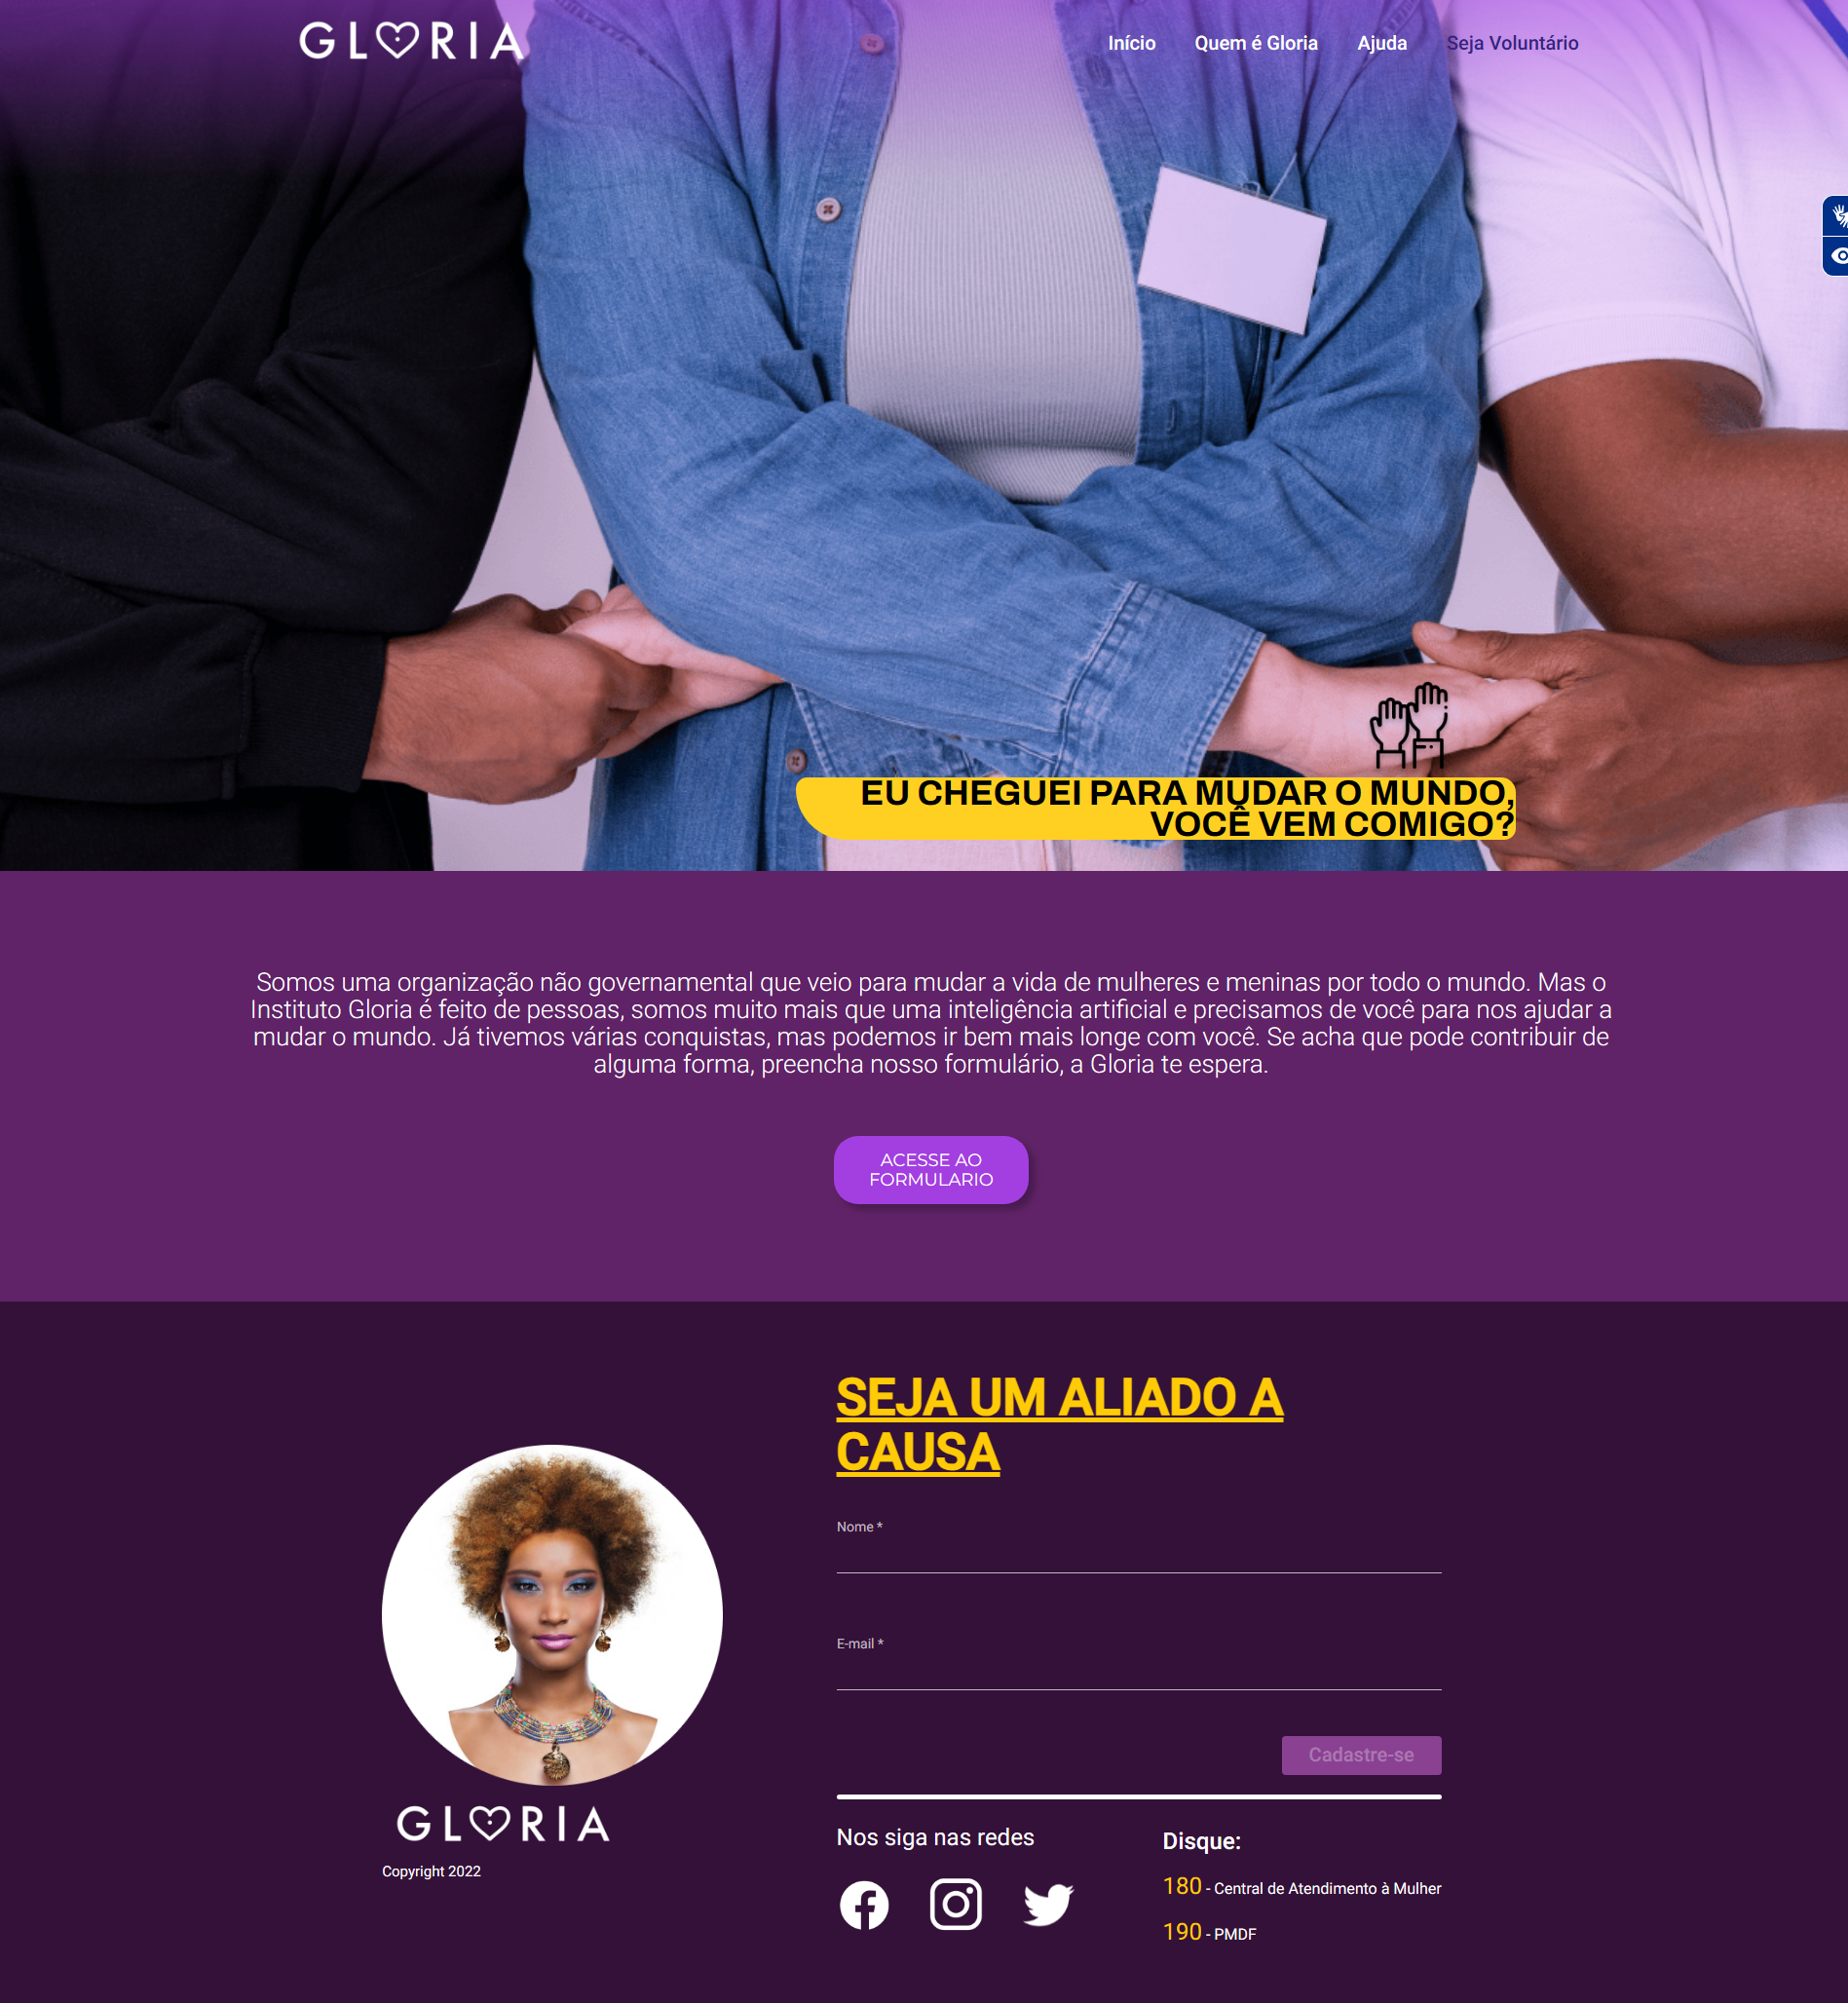 GLORIA
Início Quem é Gloria Ajuda Seja Voluntário
EU CHEGUEI PARA MUDAR O MUNDO,
VOCÊ VEM COMIGO?
Somos uma organização não governamental que veio para mudar a vida de mulheres e meninas por todo o mundo. Mas o
Instituto Gloria é feito de pessoas, somos muito mais que uma inteligência artificial e precisamos de você para nos ajudar a
mudar o mundo. Já tivemos várias conquistas, mas podemos ir bem mais longe com você. Se acha que pode contribuir de
alguma forma, preencha nosso formulário, a Gloria te espera.
ACESSE AO
FORMULARIO
SEJA UM ALIADO A
CAUSA
Nome *
E-mail *
Cadastre-se
GLORIA
Copyright 2022
Nos siga nas redes
Disque:
180 - Central de Atendimento à Mulher
190 - PMDF